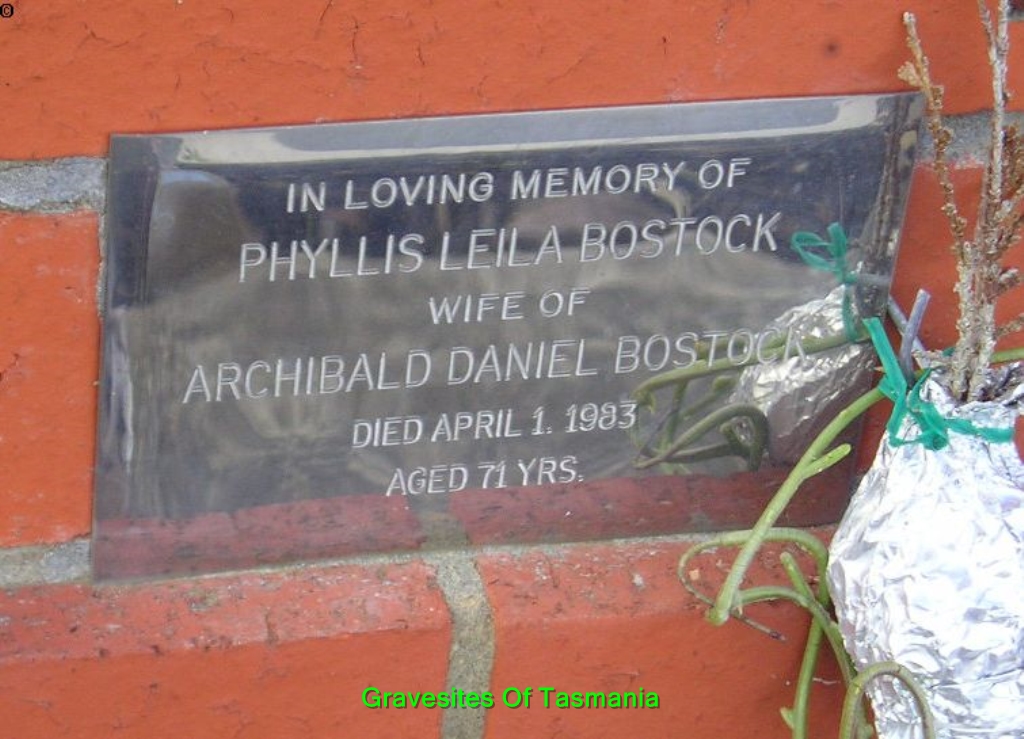 ©
IN LOVING MEMORY OF
PHYLLIS LEILA BOSTOCK
WIFE OF
ARCHIBALD DANIEL BOSTOCK
DIED APRIL 1. 1983
AGED 71 YRS.
Gravesites Of Tasmania